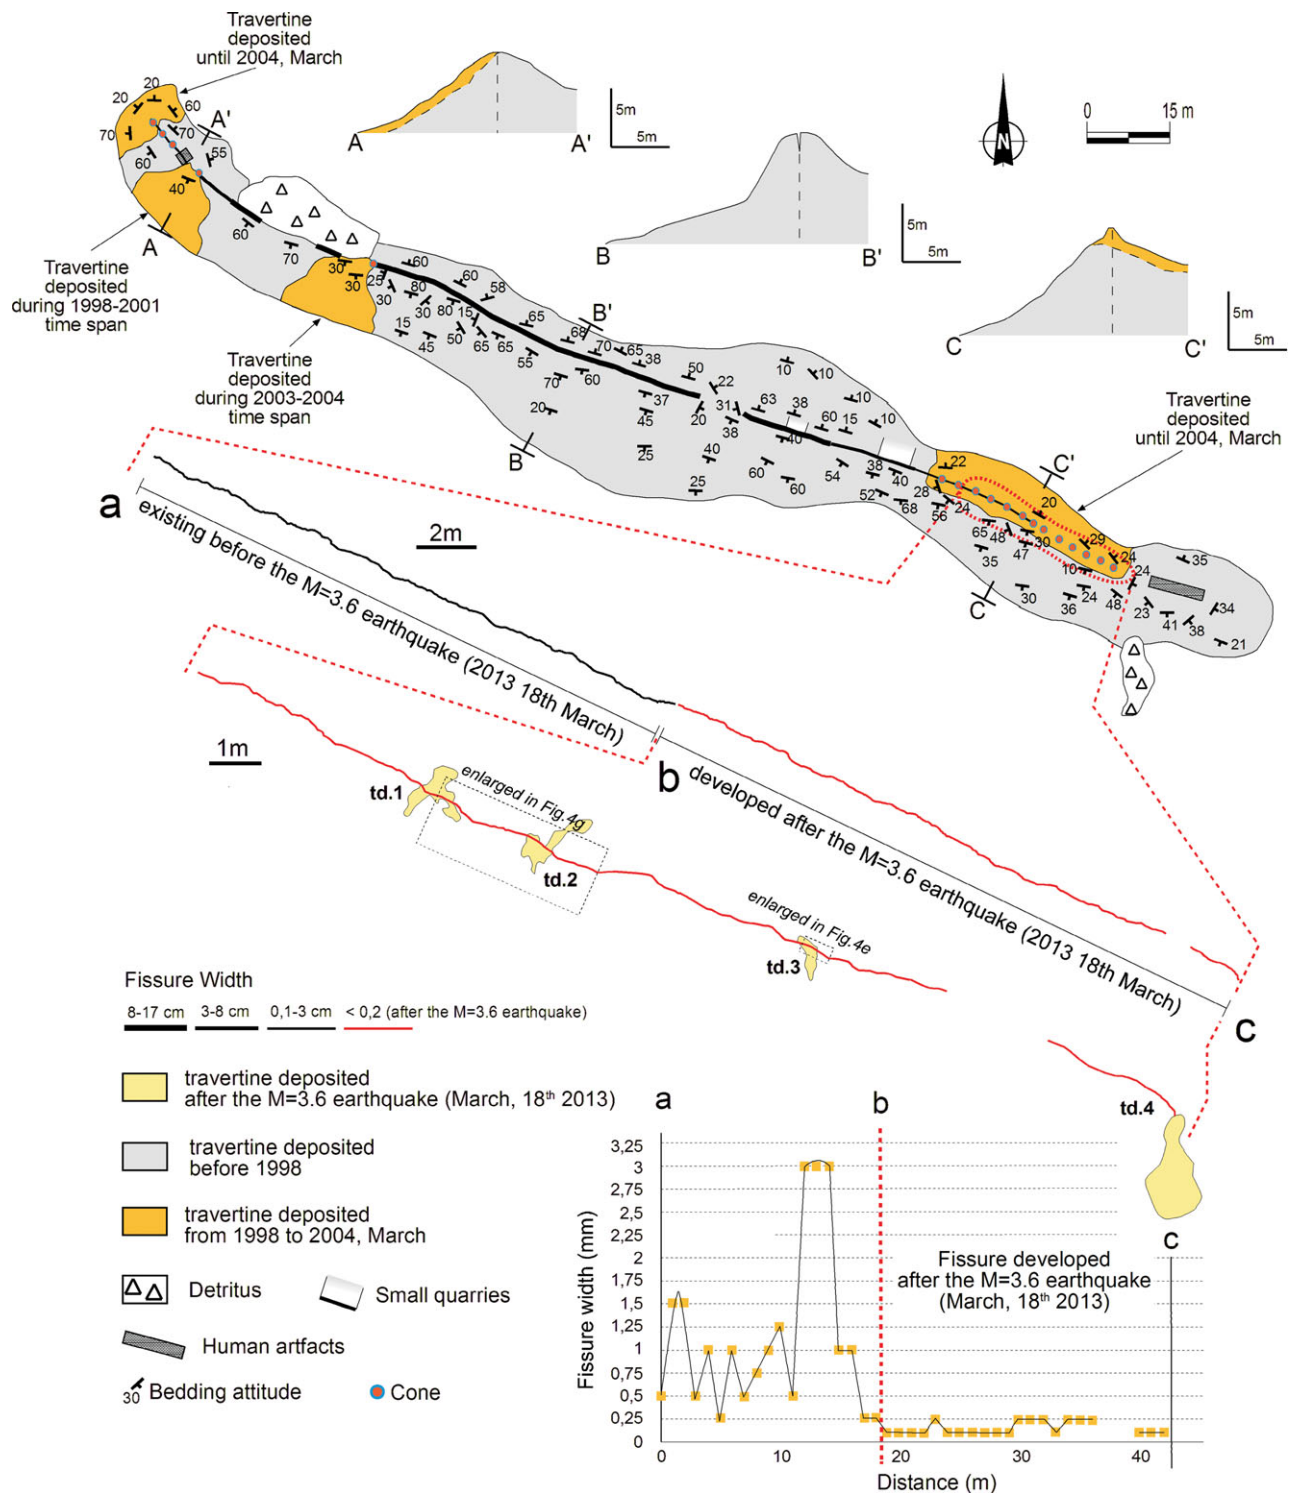 Travertine
deposited
until 2004, March
20
20
60
70
70
60
A'
55
40
A
60
70
Travertine
deposited
during 1998-2001
time span
Travertine
deposited
during 2003-2004
time span
A
A'
5m
5m
B
B'
5m
5m
N
0
15 m
C
C'
5m
5m
Travertine
deposited
until 2004, March
30
30
25
30
60
80
30
80
60
58
15
15
45
50
65
65
65
55
68
B'
70
65
38
60
70
20
B
37
45
25
50
22
20
31
38
40
25
63
38
40
60
60
10
10
10
10
60
15
54
38
40
52
68
22
28
24
56
C'
20
65
48
47
30
35
29
24
24
10
C
30
36
24
48
23
41
38
34
35
21
a
existing before the M=3.6 earthquake (2013 18th March)
2m
b
developed after the M=3.6 earthquake (2013 18th March)
c
1m
td.1
enlarged in Fig.4g
td.2
enlarged in Fig.4e
td.3
td.4
Fissure Width
8-17 cm
3-8 cm
0,1-3 cm
< 0,2 (after the M=3.6 earthquake)
travertine deposited
after the M=3.6 earthquake (March, 18th 2013)
travertine deposited
before 1998
travertine deposited
from 1998 to 2004, March
Detritus
Small quarries
Human artfacts
30
Bedding attitude
Cone
a
b
c
3,25
3
2,75
2,5
2,25
2
1,75
1,5
1,25
1
0,75
0,5
0,25
0
Fissure width (mm)
Fissure developed
after the M=3.6 earthquake
(March, 18th 2013)
0
10
20
30
40
Distance (m)